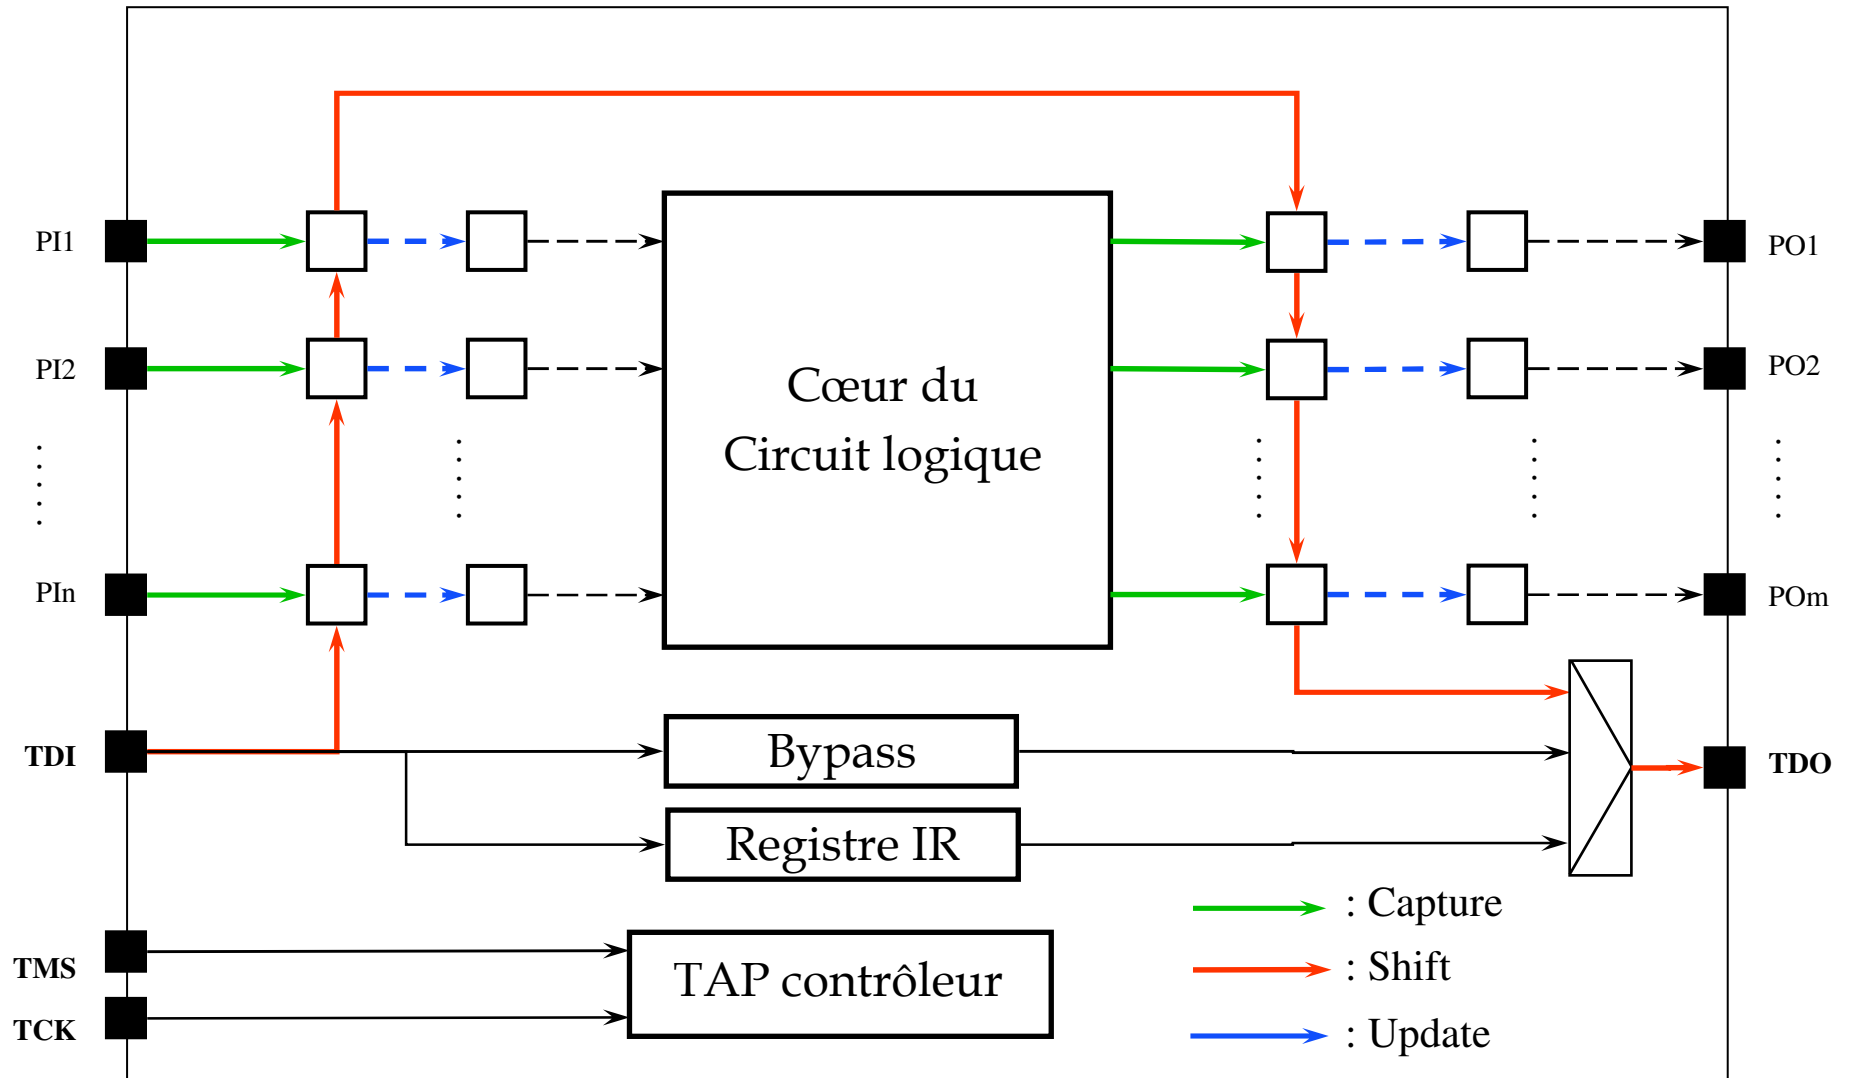 PI1
PO1
PI2
PO2
Cœur du
Circuit logique
PIn
POm
TDI
Bypass
TDO
Registre IR
: Capture
TMS
TAP contrôleur
: Shift
TCK
: Update